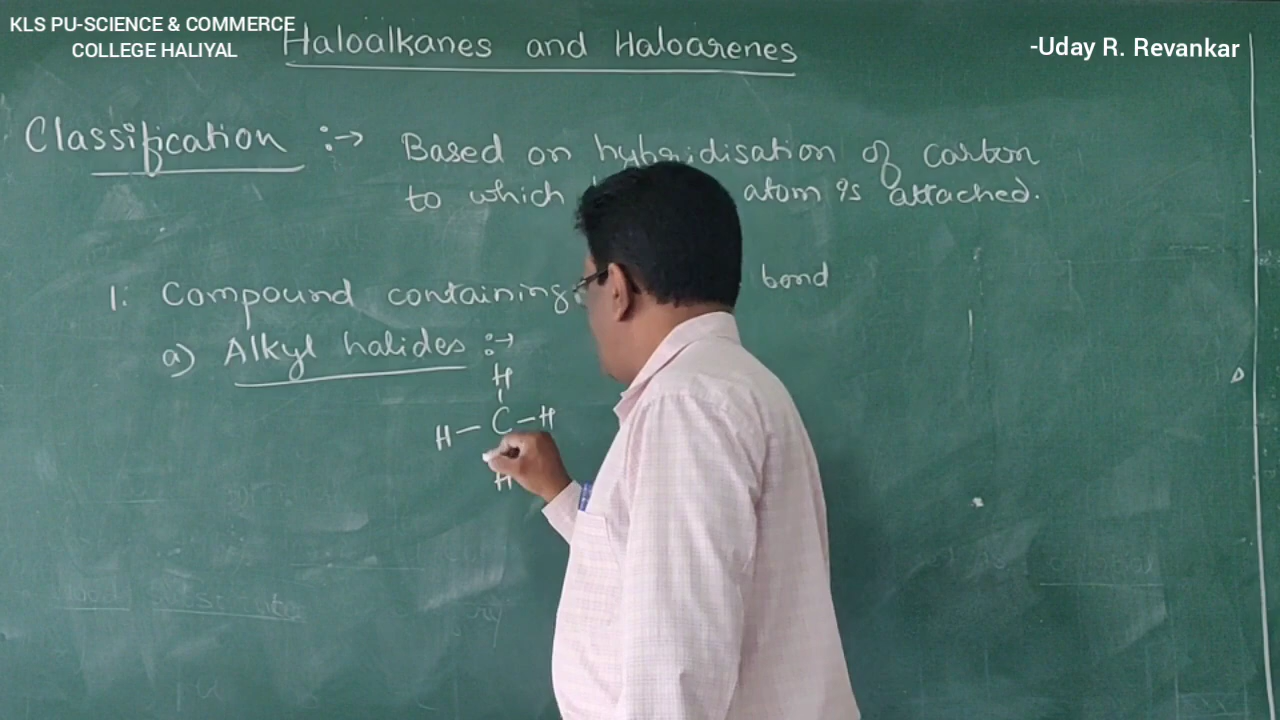 KLS PU-SCIENCE & COMMERCE
COLLEGE HALIYAL
-Uday R. Revankar
Haloalkanes and Haloarenes
Classification :→ Based on hybridisation of carbon
to which atom is attached.
1: Compound containing bond
a) Alkyl halides :→
H
H - C - H
H